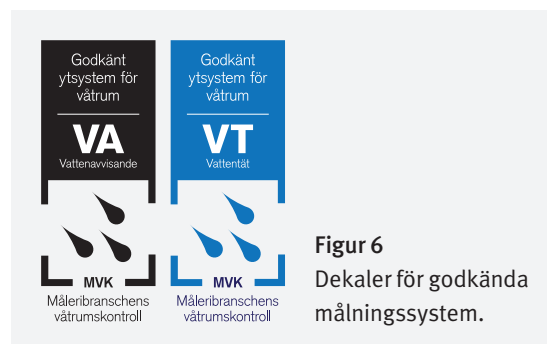 Godkänt
ytsystem för
våtrum
VA
Vattenavvisande
MVK
Måleribranschens
våtrumskontroll
Godkänt
ytsystem för
våtrum
VT
Vattentät
MVK
Måleribranschens
våtrumskontroll
Figur 6
Dekaler för godkända
målningssystem.